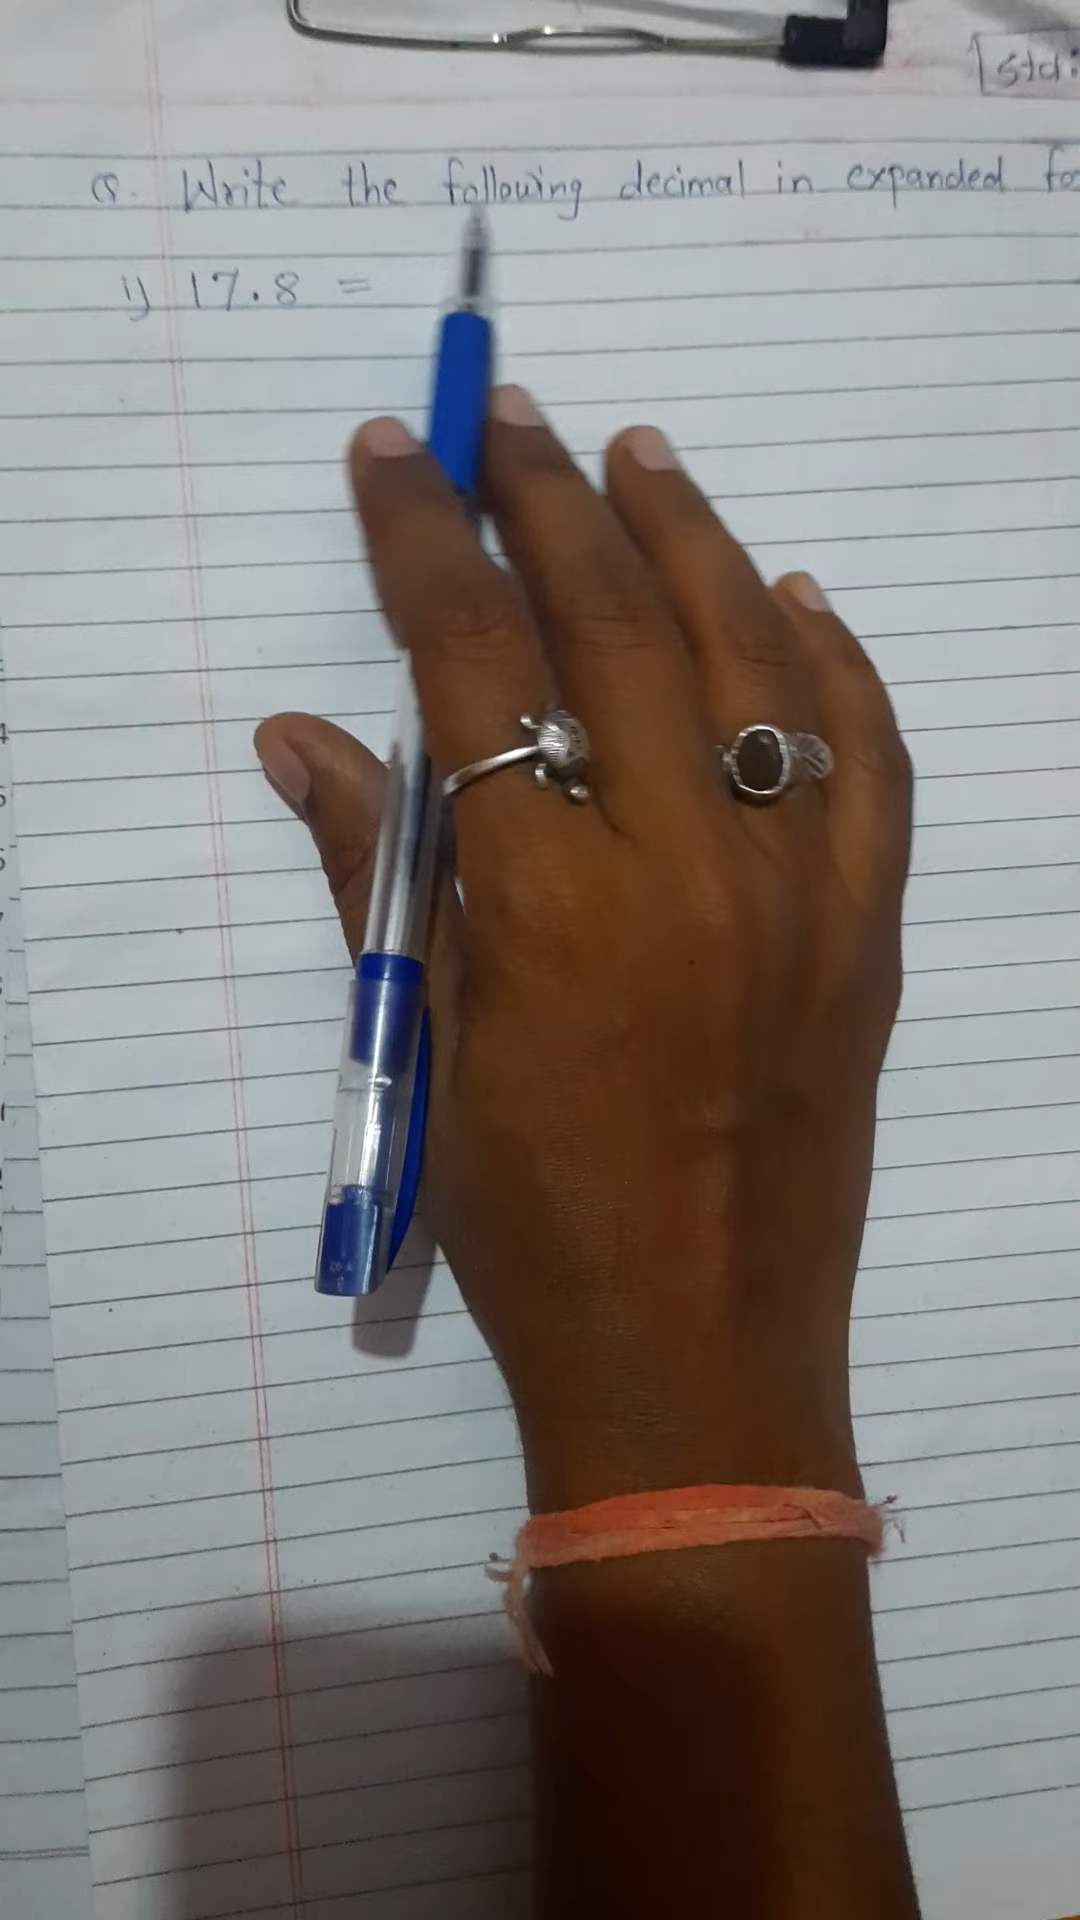 Std:
Q. Write the following decimal in expanded
i) 17.8 =